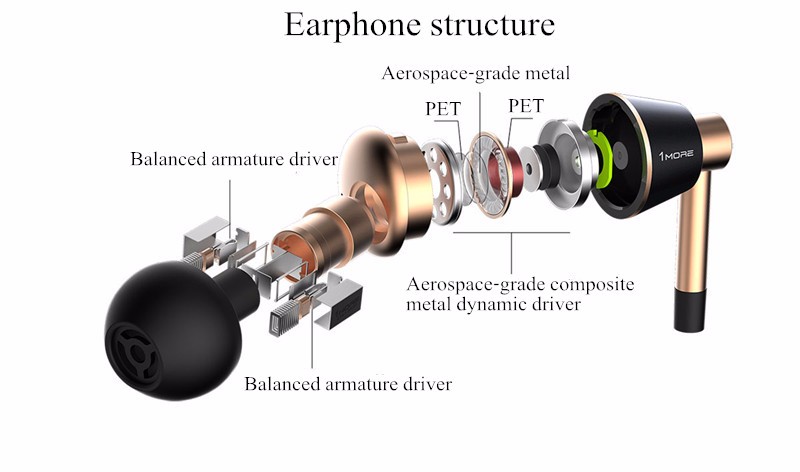 Earphone structure
Aerospace-grade metal
PET
PET
Balanced armature driver
1MORE
Aerospace-grade composite
metal dynamic driver
Balanced armature driver